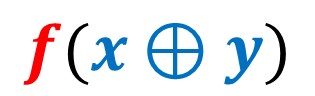 f(x ⊕ y)